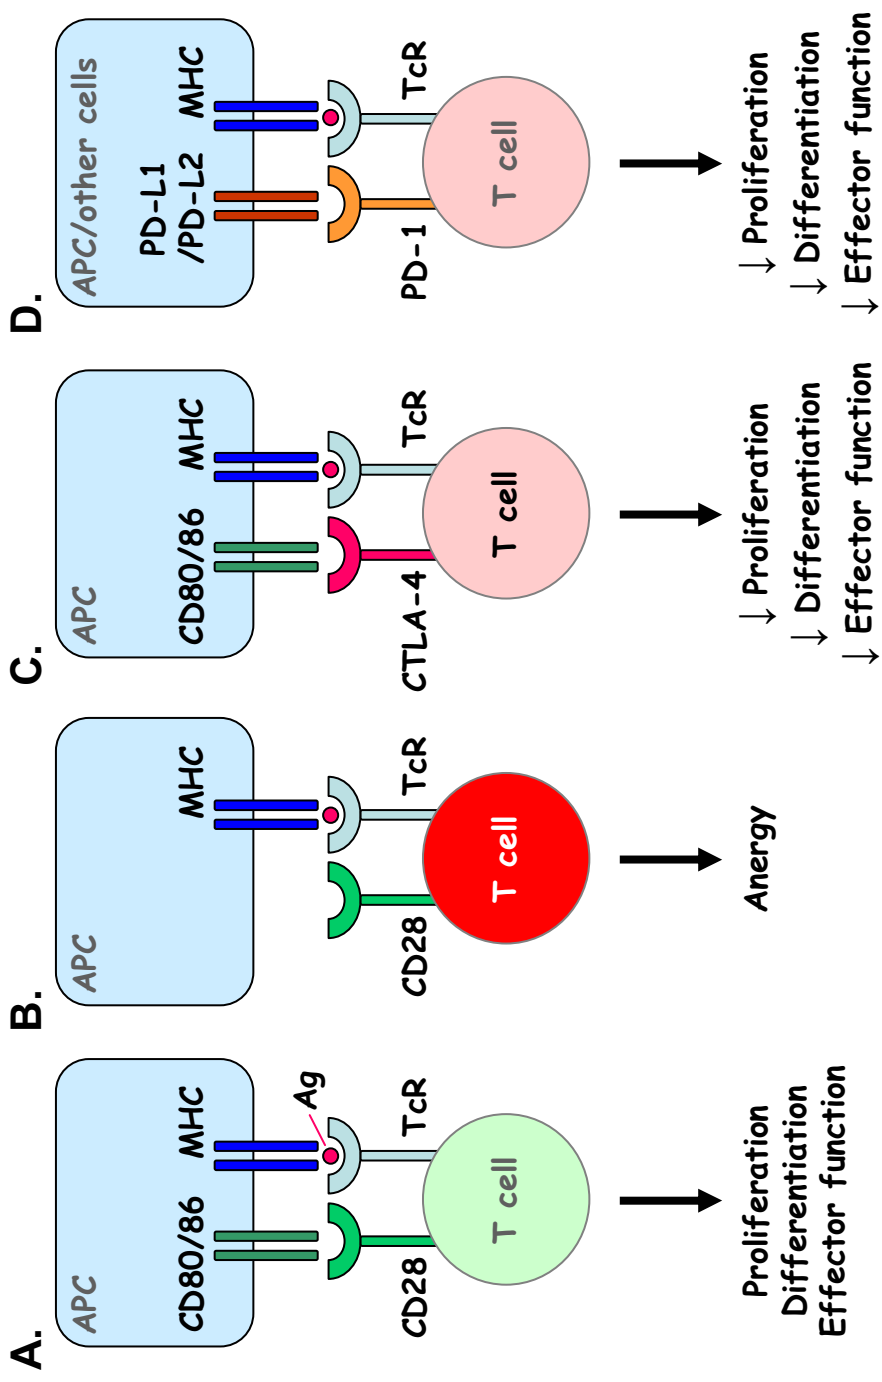 A.
APC
CD80/86
MHC
Ag
CD28
TcR
T cell
Proliferation
Differentiation
Effector function
B.
APC
MHC
CD28
TcR
T cell
Anergy
C.
APC
CD80/86
MHC
CTLA-4
TcR
T cell
↓ Proliferation
↓ Differentiation
↓ Effector function
D.
APC/other cells
PD-L1
/PD-L2
MHC
PD-1
TcR
T cell
↓ Proliferation
↓ Differentiation
↓ Effector function